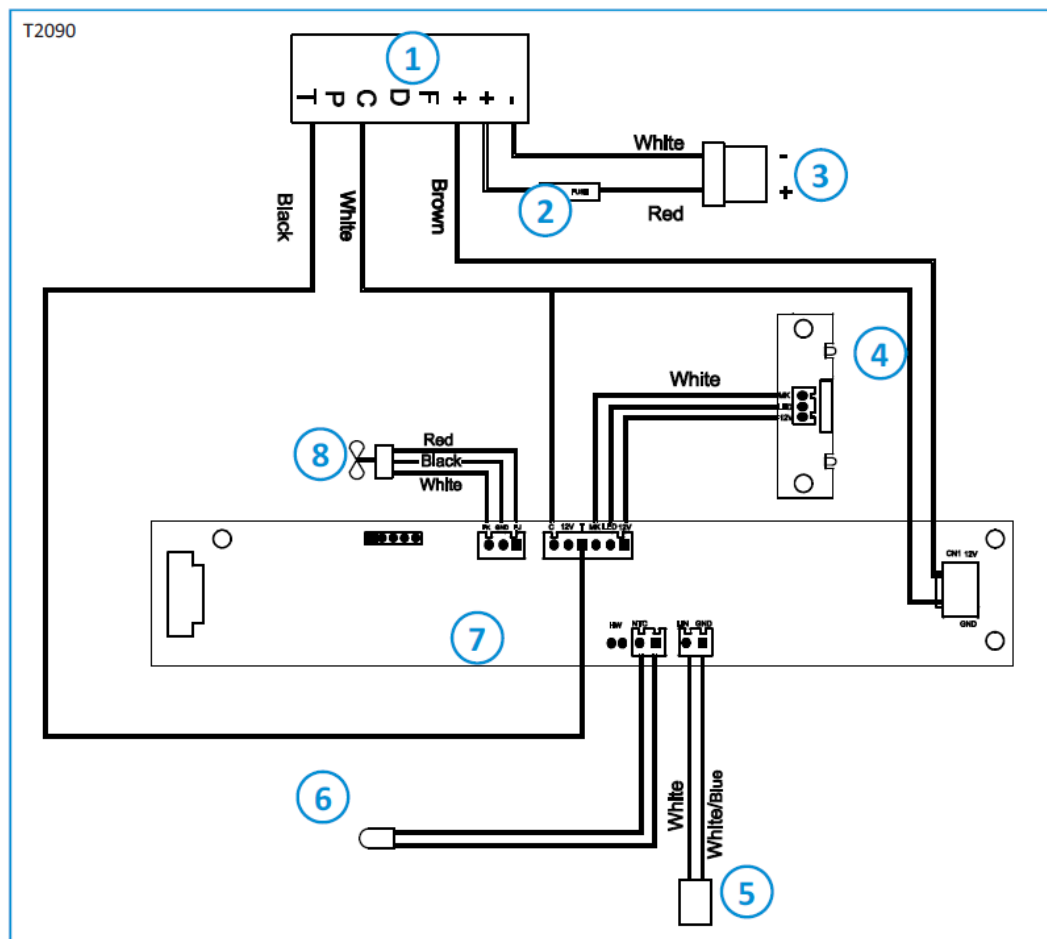 T2090
1
T P C D F + + -
White
-
3
+
FUSE
2
Red
Black
White
Brown
4
White
MK
LED
12V
8
Red
Black
White
FK GND FJ
C 12V T MK LED 12V
CN1 12V
GND
7
HW NTC LIN GND
6
White
White/Blue
5